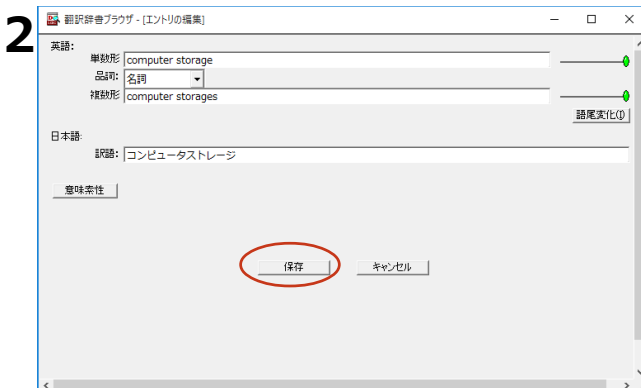 2
翻訳辞書ブラウザ - [エントリの編集]
英語:
単数形 computer storage
品詞: 名詞
複数形 computer storages
語尾変化(I)
日本語:
訳語: コンピュータストレージ
意味素性
保存 キャンセル